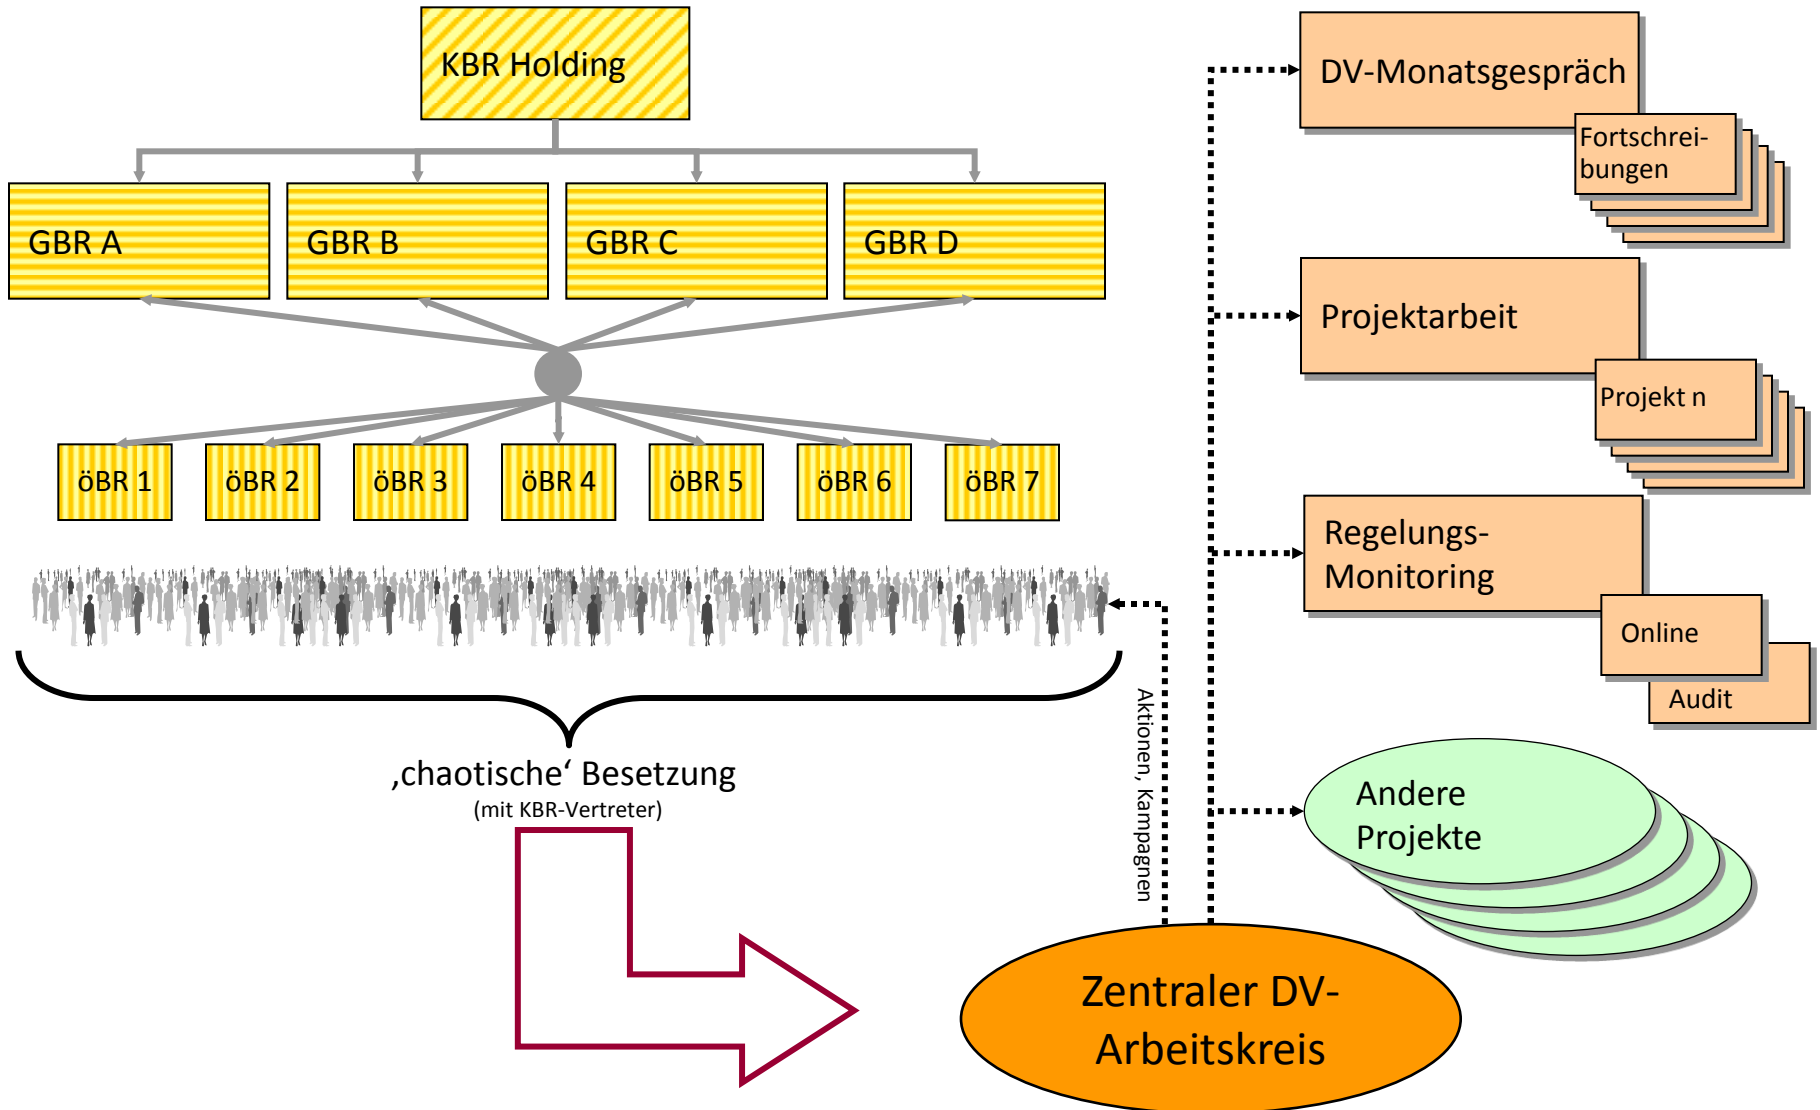 KBR Holding
GBR A
GBR B
GBR C
GBR D
öBR 1
öBR 2
öBR 3
öBR 4
öBR 5
öBR 6
öBR 7
‚chaotische‘ Besetzung
(mit KBR-Vertreter)
Aktionen, Kampagnen
Zentraler DV-
Arbeitskreis
DV-Monatsgespräch
Fortschrei-
bungen
Projektarbeit
Projekt n
Regelungs-
Monitoring
Online
Audit
Andere
Projekte